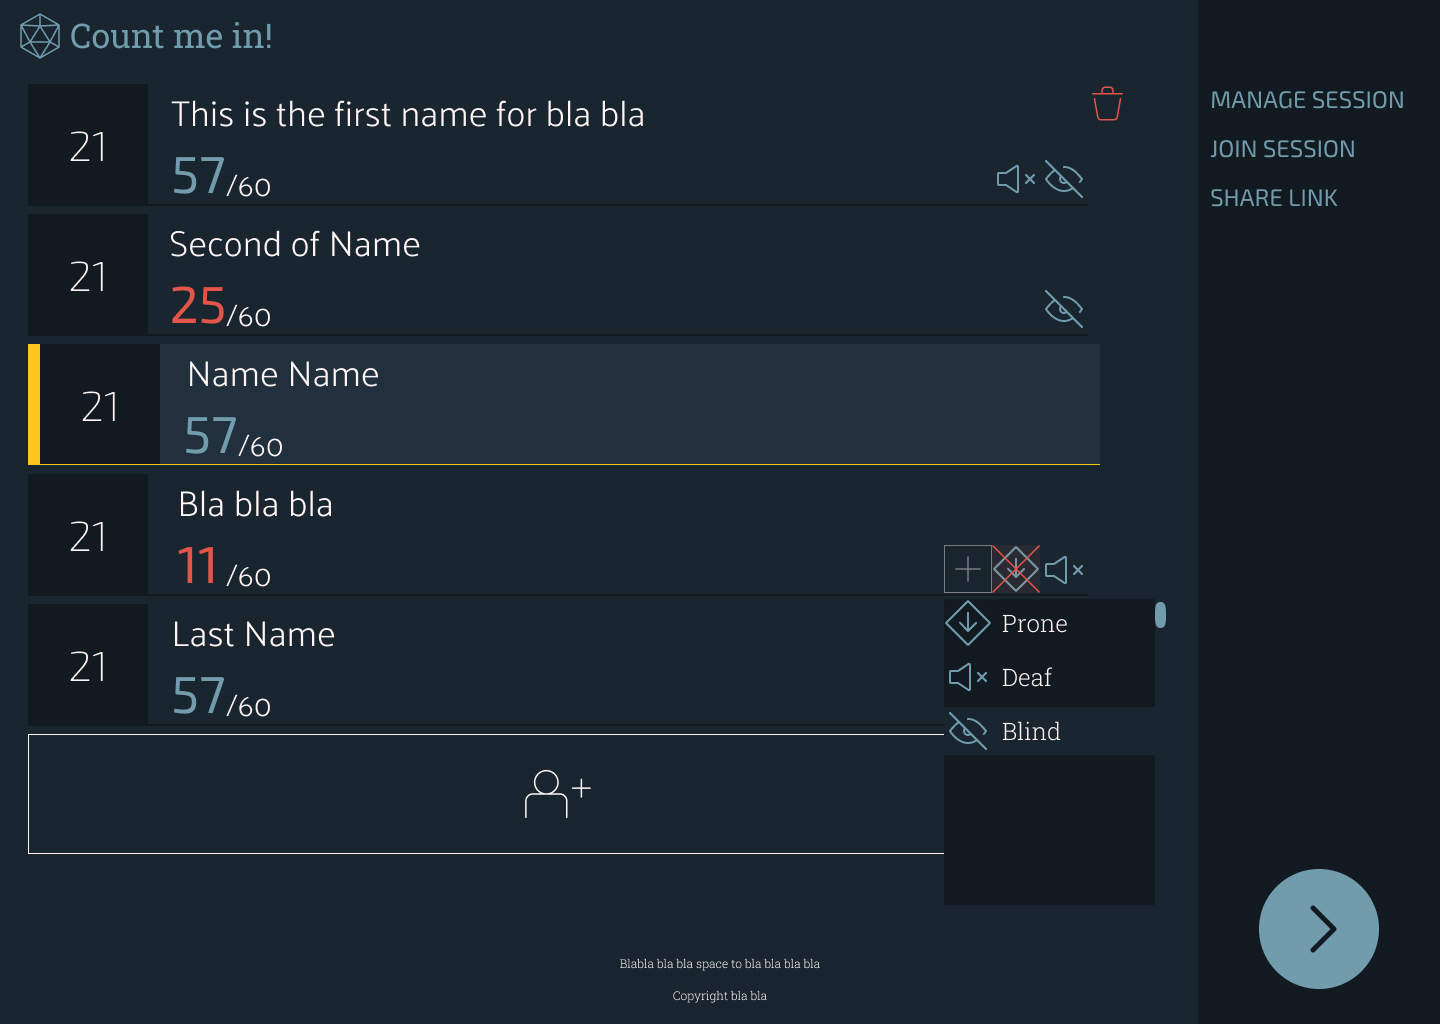 Count me in!
21
This is the first name for bla bla
57/60
21
Second of Name
25/60
21
Name Name
57/60
21
Bla bla bla
11/60
Prone
Deaf
Blind
21
Last Name
57/60
MANAGE SESSION
JOIN SESSION
SHARE LINK
Blabla bla bla space to bla bla bla bla
Copyright bla bla